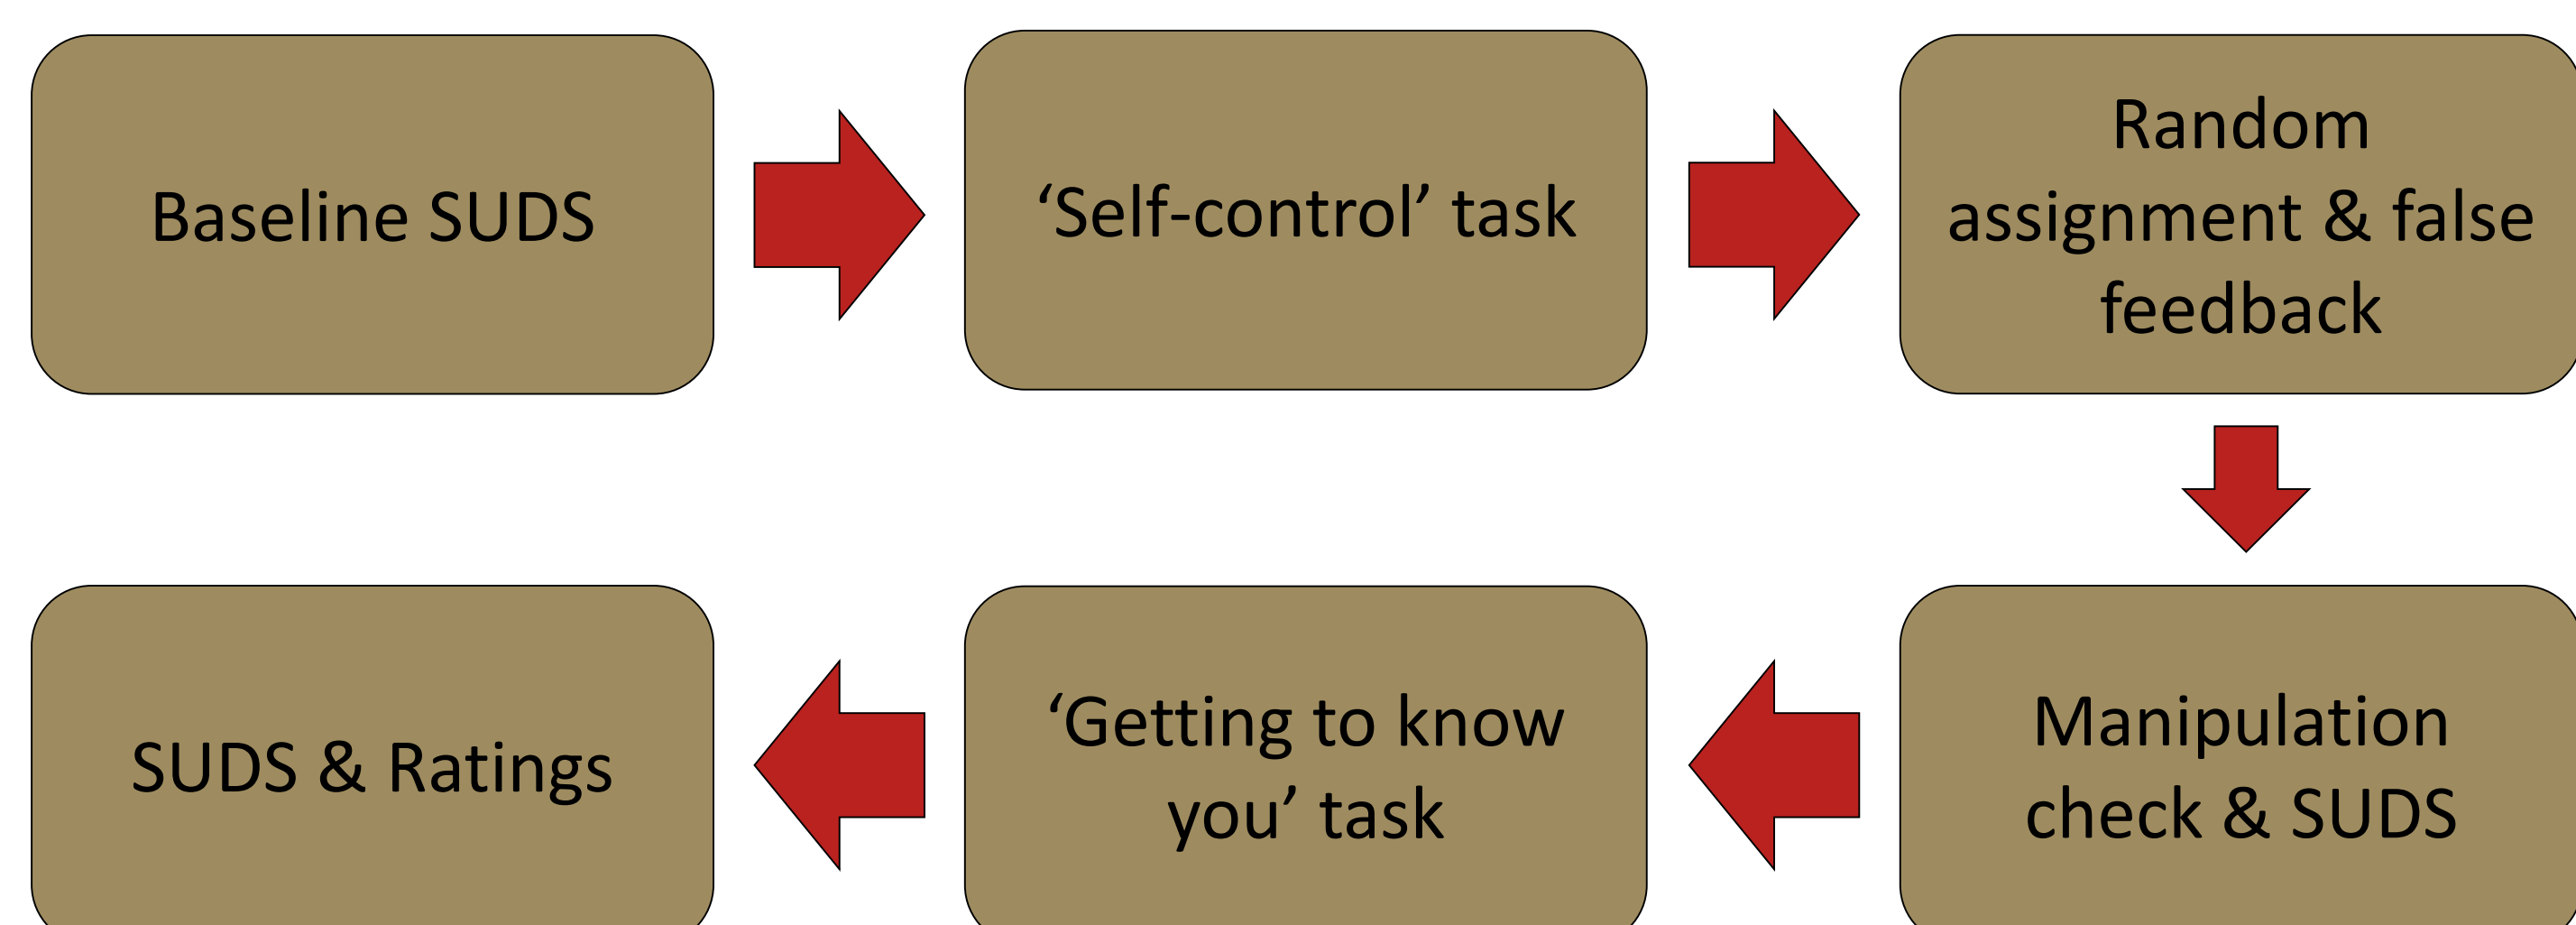 Baseline SUDS
‘Self-control’ task
Random
assignment & false
feedback
Manipulation
check & SUDS
‘Getting to know
you’ task
SUDS & Ratings